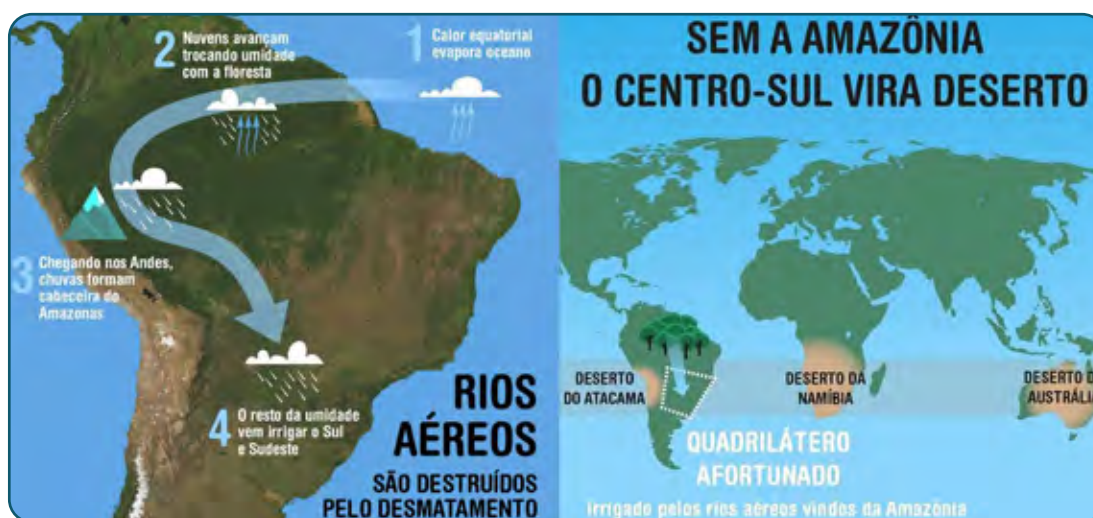 2 Nuvens avançam
trocando umidade
com a floresta
1 Calor equatorial
evapora oceano
3 Chegando nos Andes,
chuvas formam
cabeceira do
Amazonas
4 O resto da umidade
vem irrigar o Sul
e Sudeste
RIOS
AÉREOS
SÃO DESTRUÍDOS
PELO DESMATAMENTO
SEM A AMAZÔNIA
O CENTRO-SUL VIRA DESERTO
DESERTO
DO ATACAMA
DESERTO DA
NAMÍBIA
DESERTO D
AUSTRÁLI
QUADRILÁTERO
AFORTUNADO
Irrigado pelos rios aéreos vindos da Amazônia